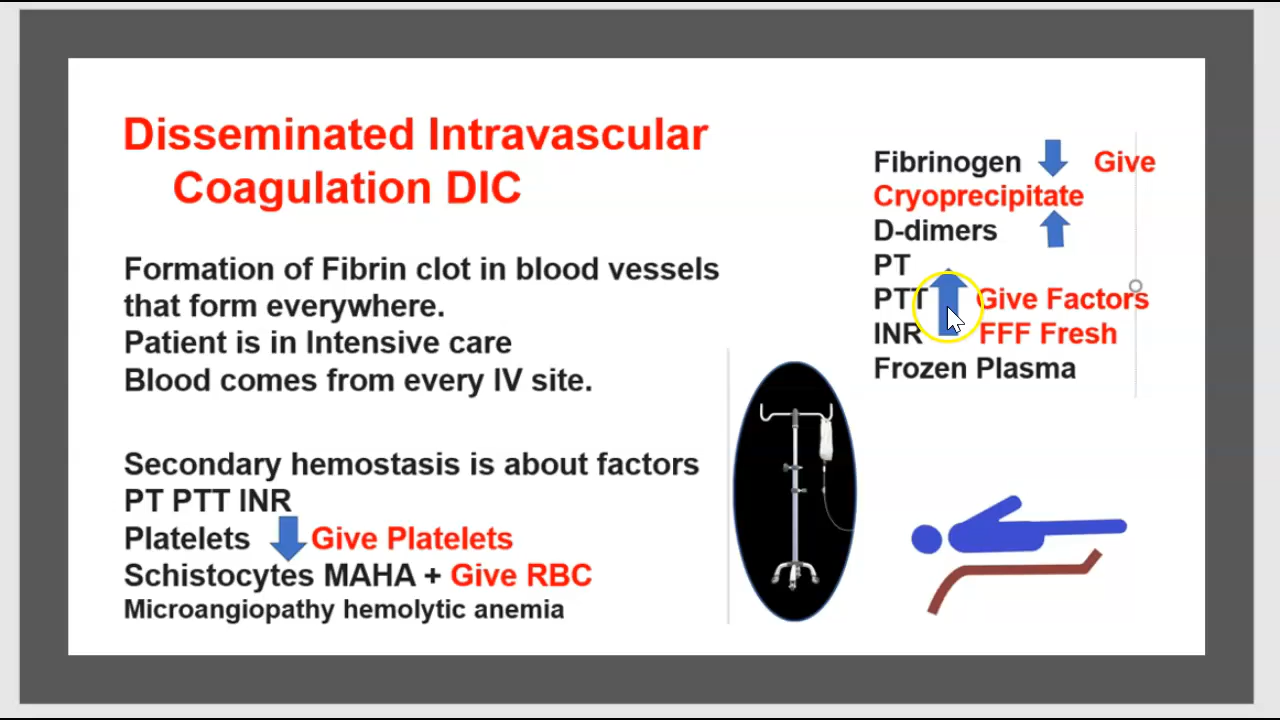 Disseminated Intravascular
Coagulation DIC
Formation of Fibrin clot in blood vessels
that form everywhere.
Patient is in Intensive care
Blood comes from every IV site.
Secondary hemostasis is about factors
PT PTT INR
Platelets Give Platelets
Schistocytes MAHA + Give RBC
Microangiopathy hemolytic anemia
Fibrinogen Give
Cryoprecipitate
D-dimers
PT
PTT Give Factors
INR FFF Fresh
Frozen Plasma